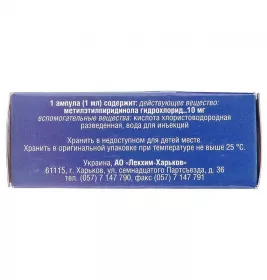 1 ампула (1 мл) содержит: действующее вещество:
метилэтилпиридинола гидрохлорид..10 мг
вспомогательные вещества: кислота хлористоводородная
разведенная, вода для инъекций
Хранить в недоступном для детей месте.
Хранить в оригинальной упаковке при температуре не выше 25 °С.
Украина, АО «Лекхим-Харьков»
61115, г. Харьков, ул. семнадцатого Партсъезда, д. 36
тел. (057) 7 147 790, факс (057) 7 147 791